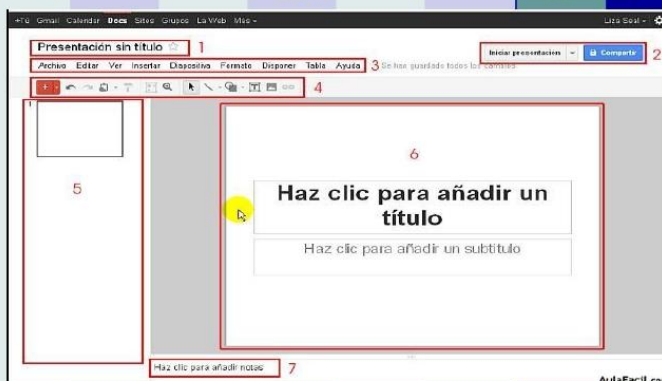 +Tú Gmail Calendar Docs Sites Grupos La Web Más Liza Seal
Presentación sin título 1
Iniciar presentación Compartir 2
Archivo Editar Ver Insertar Diapositiva Formato Disponer Tabla Ayuda 3 Se han guardado todos los cambios
4
1
5
6
Haz clic para añadir un
título
Haz clic para añadir un subtítulo
Haz clic para añadir notas 7